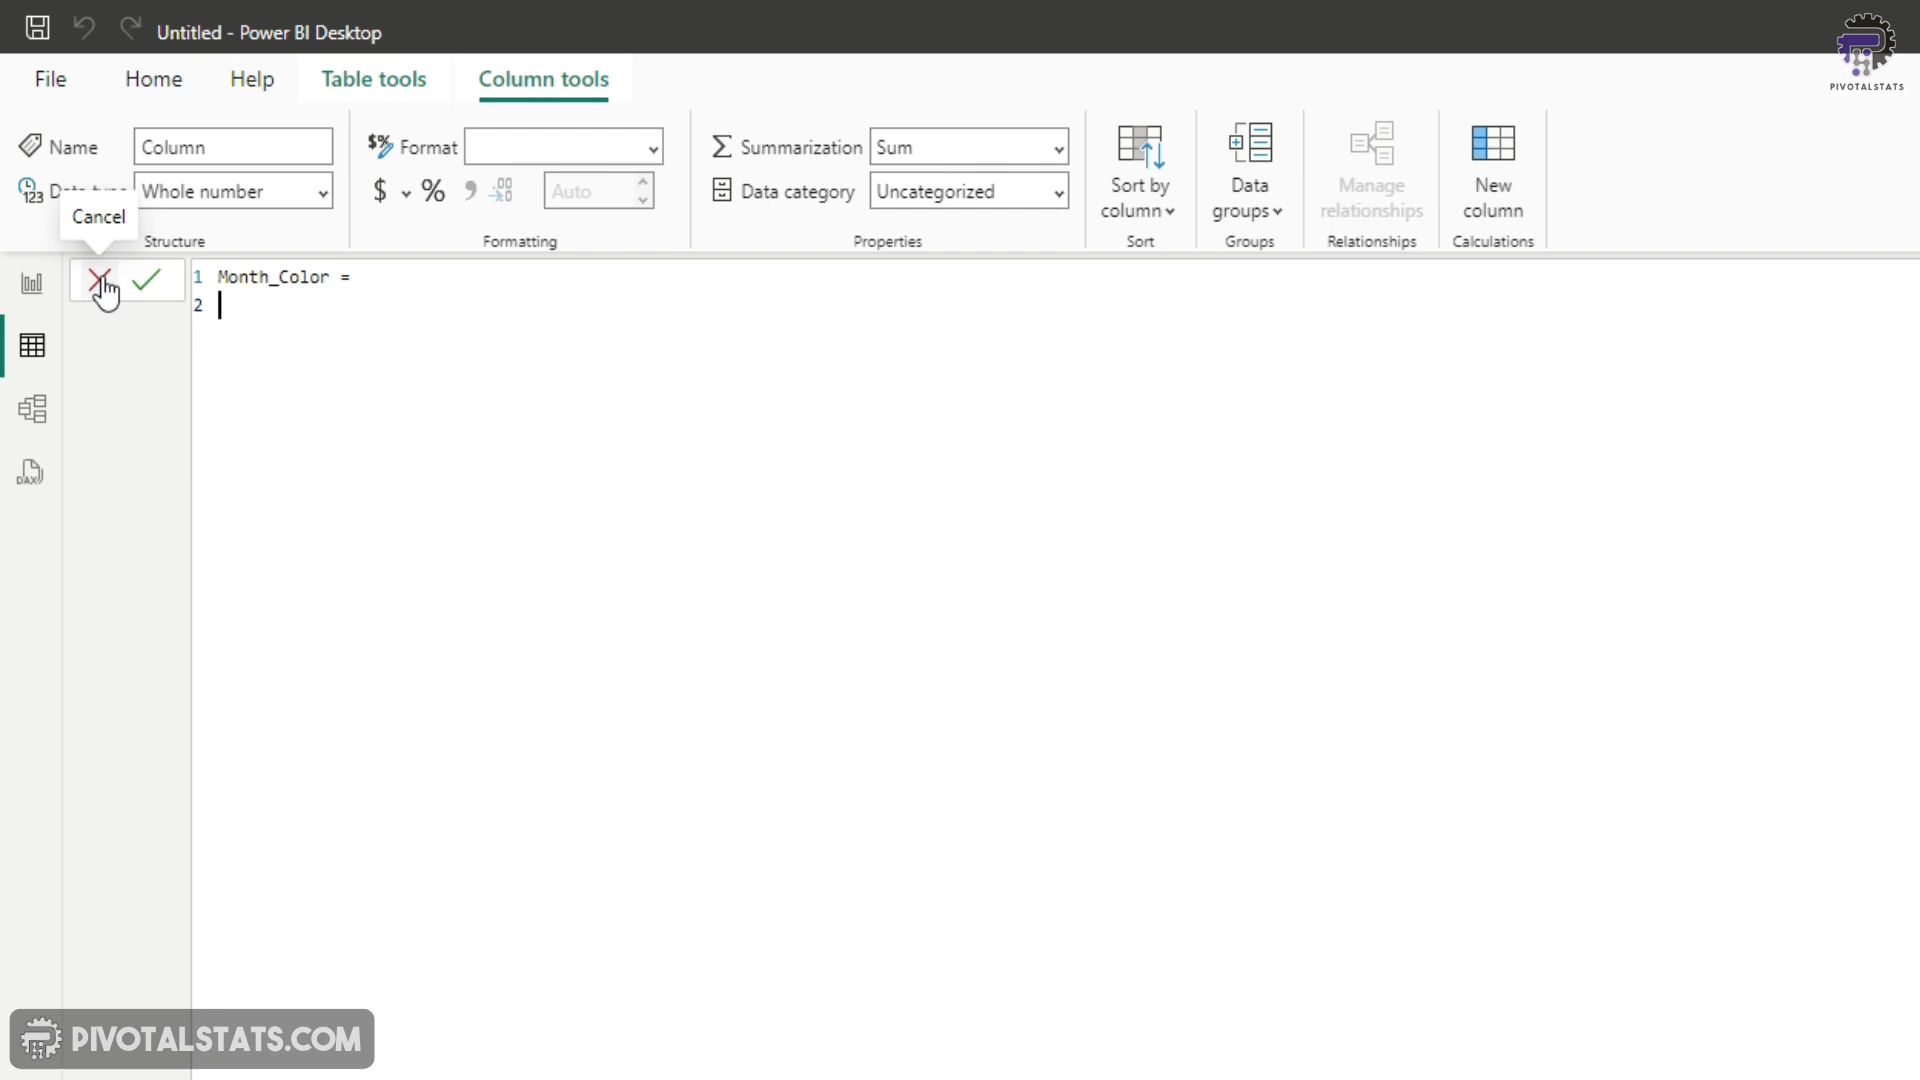 Untitled - Power BI Desktop
PIVOTALSTATS
File Home Help Table tools Column tools
Name Column $% Format Summarization Sum
123 Whole number $ % Auto Data category Uncategorized
Cancel
Sort by column
Data groups
Manage relationships
New column
Structure Formatting Properties Sort Groups Relationships Calculations
1 Month_Color =
2
DAX
PIVOTALSTATS.COM